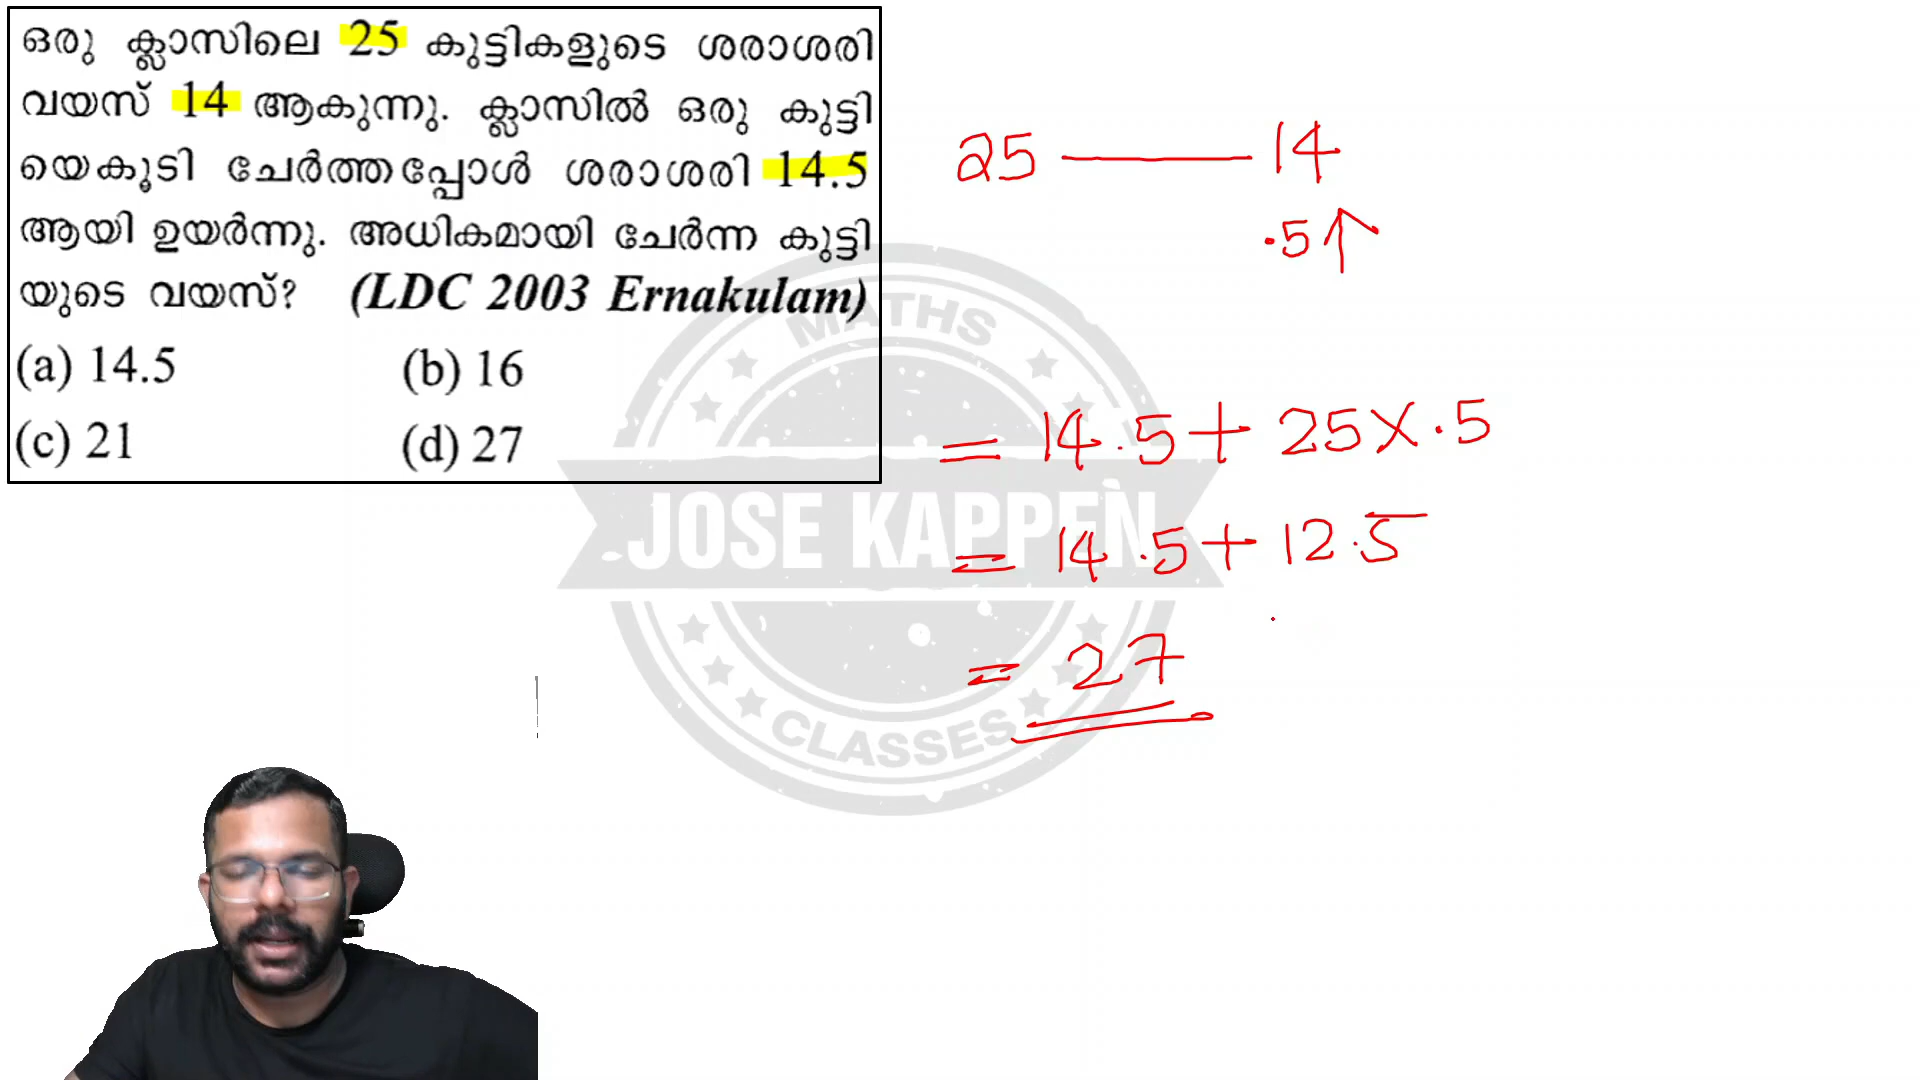 ഒരു ക്ലാസിലെ 25 കുട്ടികളുടെ ശരാശരി
വയസ് 14 ആകുന്നു. ക്ലാസിൽ ഒരു കുട്ടി
യെകൂടി ചേർത്തപ്പോൾ ശരാശരി 14.5
ആയി ഉയർന്നു. അധികമായി ചേർന്ന കുട്ടി
യുടെ വയസ്? (LDC 2003 Ernakulam)
(a) 14.5 (b) 16
(c) 21 (d) 27
25 — 14
.5↑
= 14.5 + 25 × .5
= 14.5 + 12.5
= 27
MATHS
JOSE KAPPEN
CLASSES